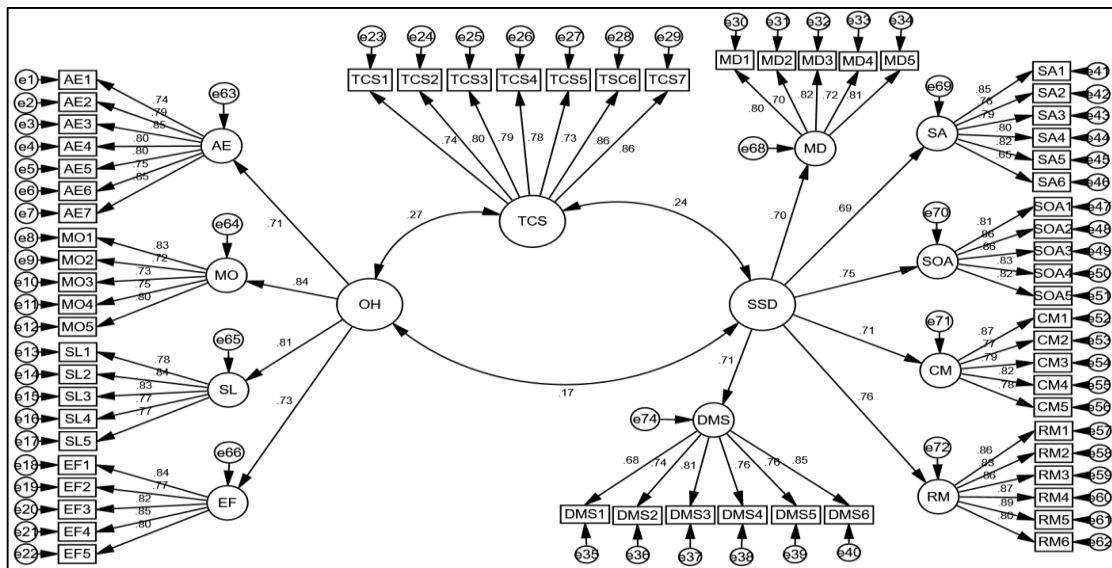 e23 e24 e25 e26 e27 e28 e29
TCS1 TCS2 TCS3 TCS4 TCS5 TSC6 TCS7
.74 .80 .79 .78 .73 .86 .86
TCS
e30 e31 e32 e33 e34
MD1 MD2 MD3 MD4 MD5
.80 .70 .82 .72 .81
e68 MD
e1 AE1
e2 AE2
e3 AE3
e4 AE4
e5 AE5
e6 AE6
e7 AE7
.74
.79
.85
.80
.80
.75
.85
e63
AE
.71
e8 MO1
e9 MO2
e10 MO3
e11 MO4
e12 MO5
.83
.72
.73
.75
.80
e64
MO
.84
e13 SL1
e14 SL2
e15 SL3
e16 SL4
e17 SL5
.78
.84
.83
.77
.77
e65
SL
.81
e18 EF1
e19 EF2
e20 EF3
e21 EF4
e22 EF5
.84
.77
.82
.85
.80
e66
EF
.73
OH
.27
.24
.17
SSD
.70
.69
.75
.71
.76
.71
e69
SA
.85
.76
.79
.80
.82
.65
SA1 e41
SA2 e42
SA3 e43
SA4 e44
SA5 e45
SA6 e46
e70
SOA
.81
.86
.86
.83
.82
SOA1 e47
SOA2 e48
SOA3 e49
SOA4 e50
SOA5 e51
e71
CM
.87
.77
.79
.82
.78
CM1 e52
CM2 e53
CM3 e54
CM4 e55
CM5 e56
e72
RM
.86
.83
.86
.87
.89
.80
RM1 e57
RM2 e58
RM3 e59
RM4 e60
RM5 e61
RM6 e62
e74 DMS
.68 .74 .81 .76 .76 .85
DMS1 DMS2 DMS3 DMS4 DMS5 DMS6
e35 e36 e37 e38 e39 e40